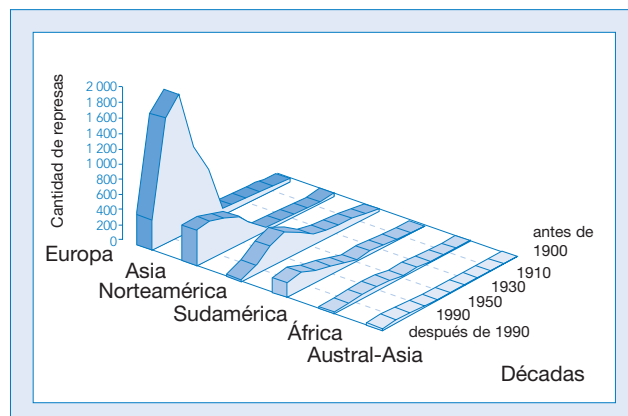 Cantidad de represas
2 000
1 800
1 600
1 400
1 200
1 000
800
600
400
200
0
Europa
Asia
Norteamérica
Sudamérica
África
Austral-Asia
antes de
1900
1910
1930
1950
1990
después de 1990
Décadas